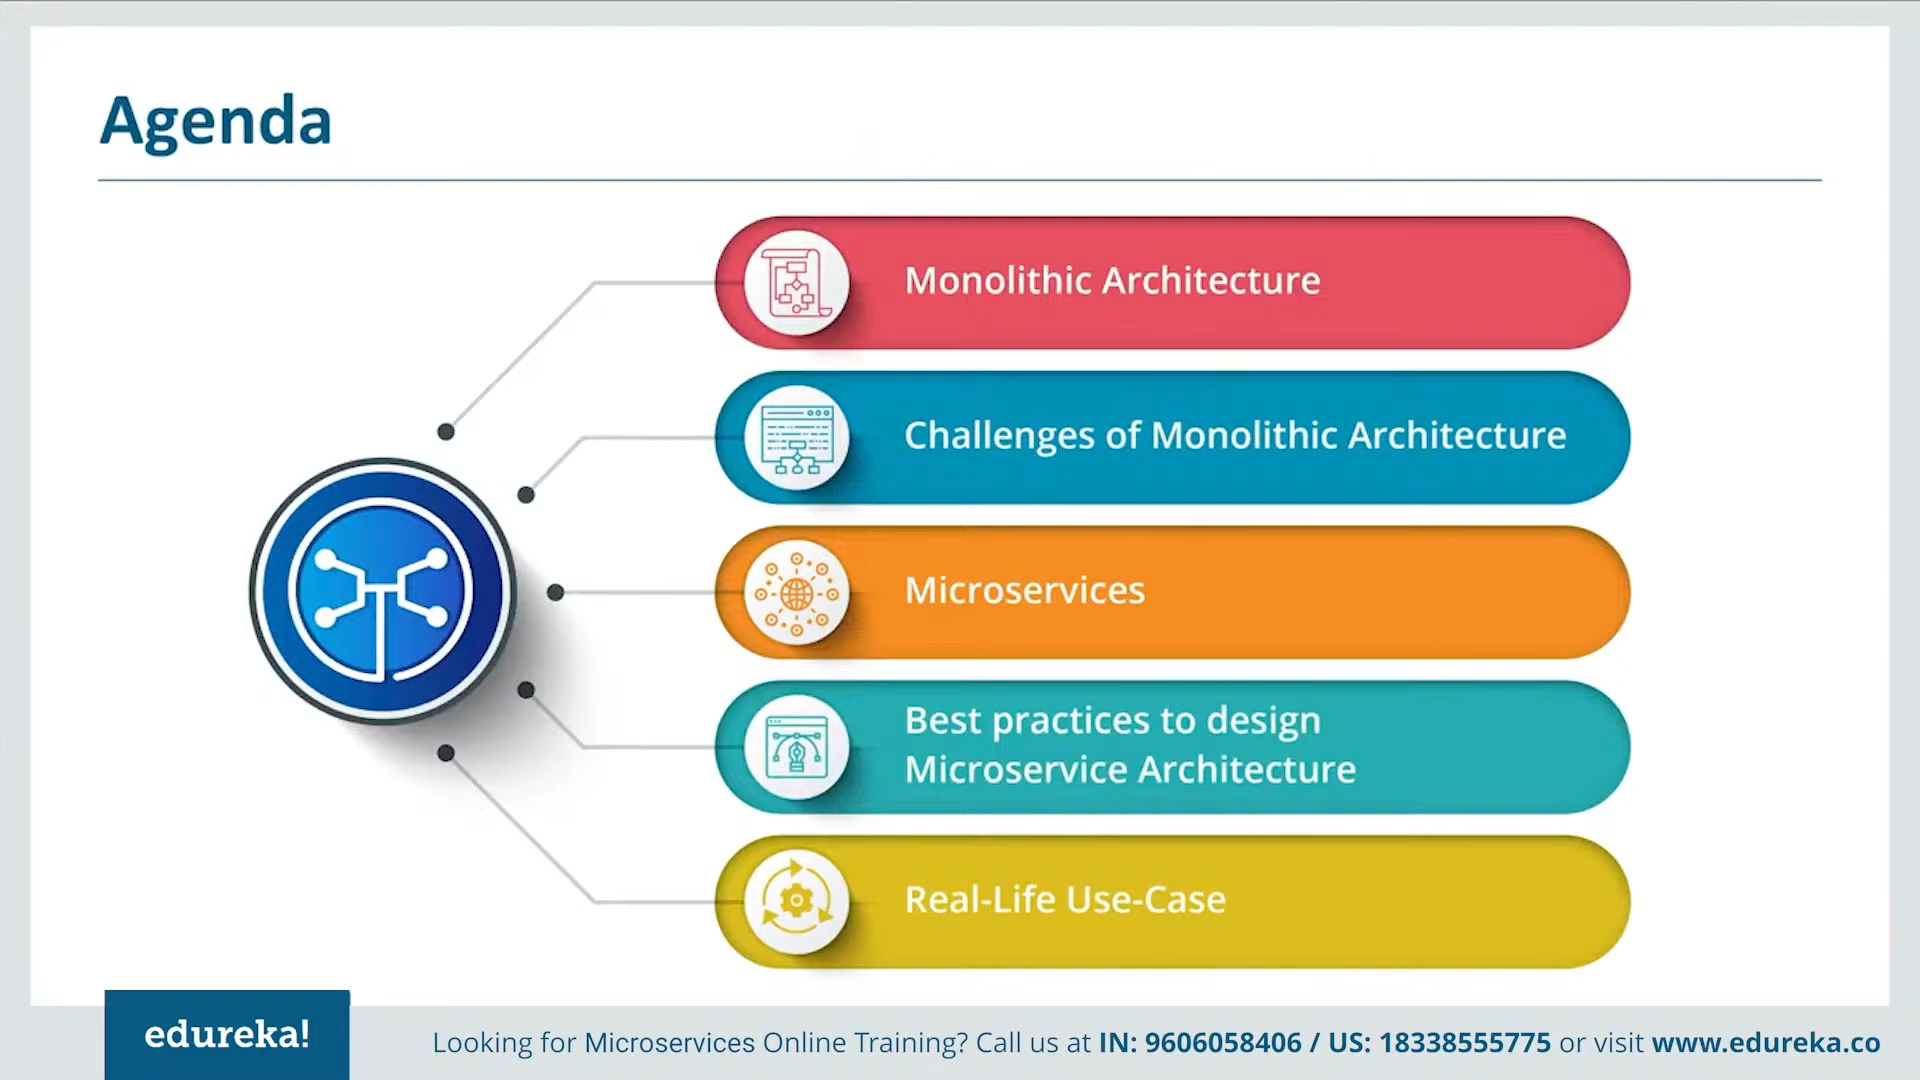 Agenda
Monolithic Architecture
Challenges of Monolithic Architecture
Microservices
Best practices to design
Microservice Architecture
Real-Life Use-Case
edureka!
Looking for Microservices Online Training? Call us at IN: 9606058406 / US: 18338555775 or visit www.edureka.co